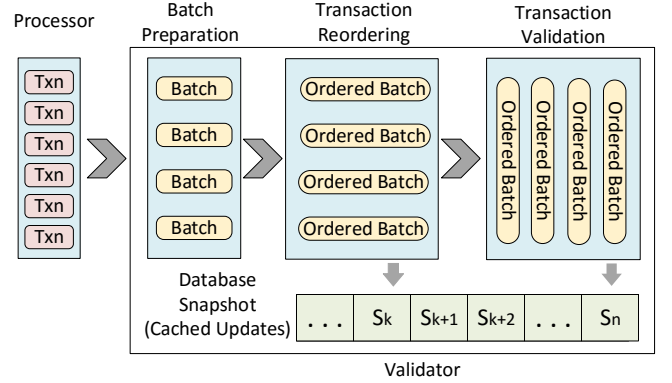 Processor
Batch
Preparation
Transaction
Reordering
Transaction
Validation
Txn
Txn
Txn
Txn
Txn
Txn
Batch
Batch
Batch
Batch
Ordered Batch
Ordered Batch
Ordered Batch
Ordered Batch
Ordered Batch
Ordered Batch
Ordered Batch
Ordered Batch
Database
Snapshot
(Cached Updates)
. . . Sk Sk+1 Sk+2 . . . Sn
Validator